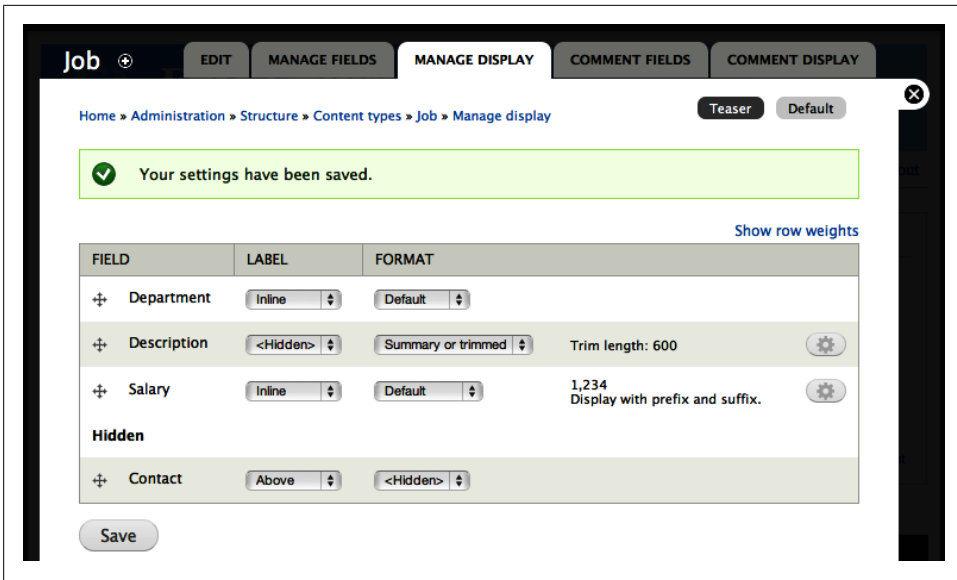 Job
EDIT
MANAGE FIELDS
MANAGE DISPLAY
COMMENT FIELDS
COMMENT DISPLAY
Home » Administration » Structure » Content types » Job » Manage display
Teaser
Default
Your settings have been saved.
Show row weights
FIELD LABEL FORMAT
Department Inline Default
Description <Hidden> Summary or trimmed Trim length: 600
Salary Inline Default 1,234
Display with prefix and suffix.
Hidden
Contact Above <Hidden>
Save